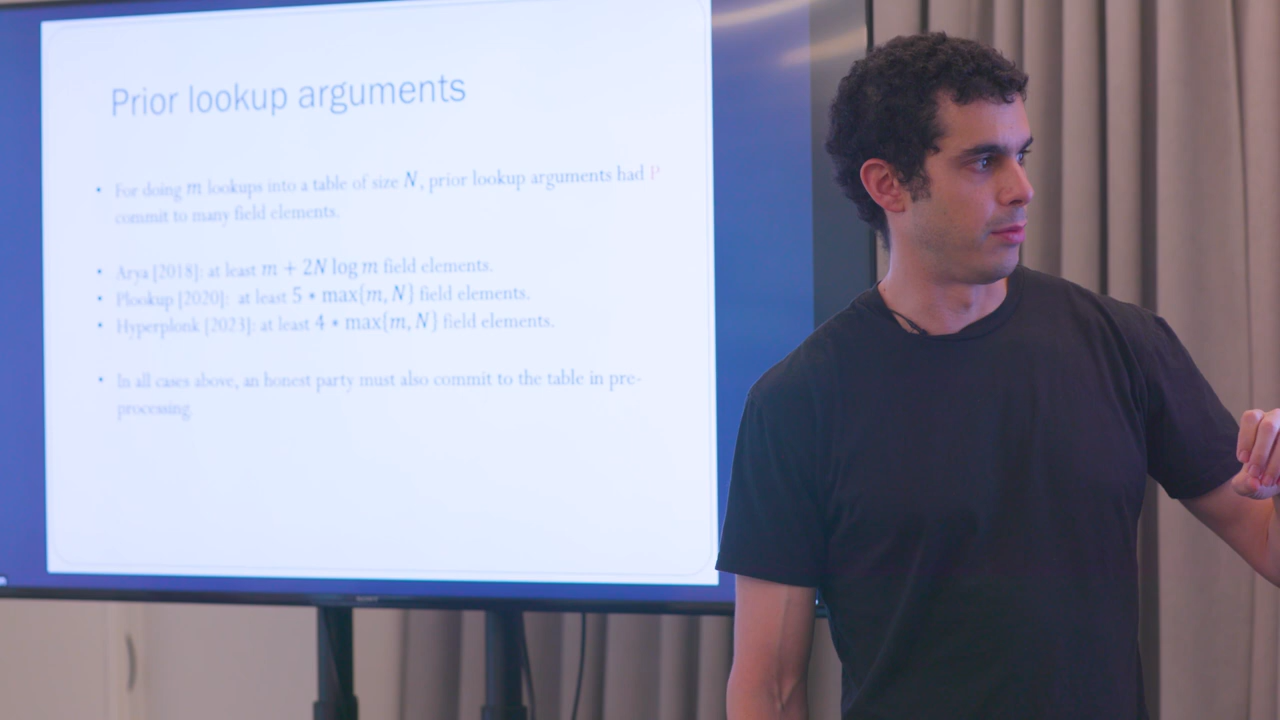 Prior lookup arguments
• For doing m lookups into a table of size N, prior lookup arguments had P
commit to many field elements.
• Arya [2018]: at least m + 2N log m field elements.
• Plookup [2020]: at least 5 * max{m, N} field elements.
• Hyperplonk [2023]: at least 4 * max{m, N} field elements.
• In all cases above, an honest party must also commit to the table in pre-
processing.
SONY